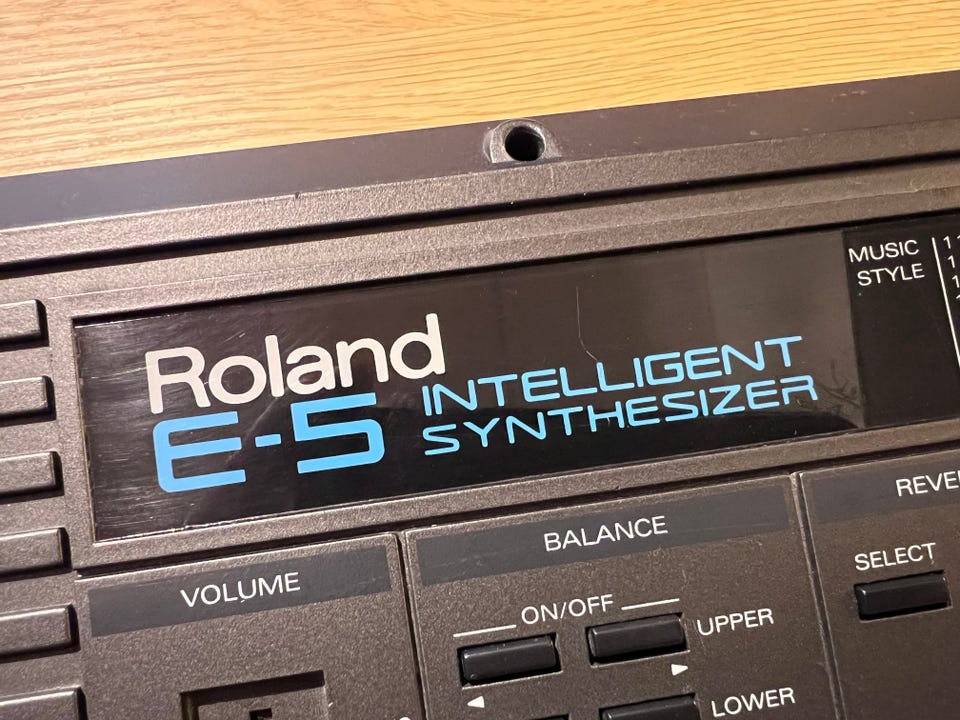 Roland
E-5 INTELLIGENT
SYNTHESIZER
MUSIC
STYLE
VOLUME
BALANCE
ON/OFF
UPPER
LOWER
SELECT